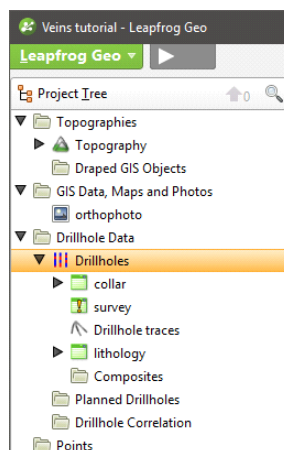 Veins tutorial - Leapfrog Geo
Leapfrog Geo
Project Tree 0
Topographies
Topography
Draped GIS Objects
GIS Data, Maps and Photos
orthophoto
Drillhole Data
Drillholes
collar
survey
Drillhole traces
lithology
Composites
Planned Drillholes
Drillhole Correlation
Points